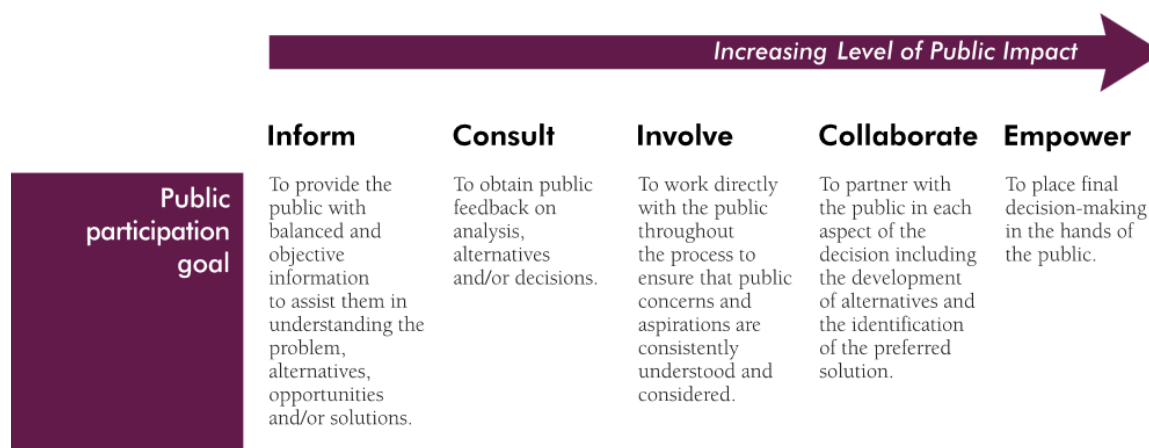 Increasing Level of Public Impact
Inform
Consult
Involve
Collaborate
Empower
Public
participation
goal
To provide the
public with
balanced and
objective
information
to assist them in
understanding the
problem,
alternatives,
opportunities
and/or solutions.
To obtain public
feedback on
analysis,
alternatives
and/or decisions.
To work directly
with the public
throughout
the process to
ensure that public
concerns and
aspirations are
consistently
understood and
considered.
To partner with
the public in each
aspect of the
decision including
the development
of alternatives and
the identification
of the preferred
solution.
To place final
decision-making
in the hands of
the public.